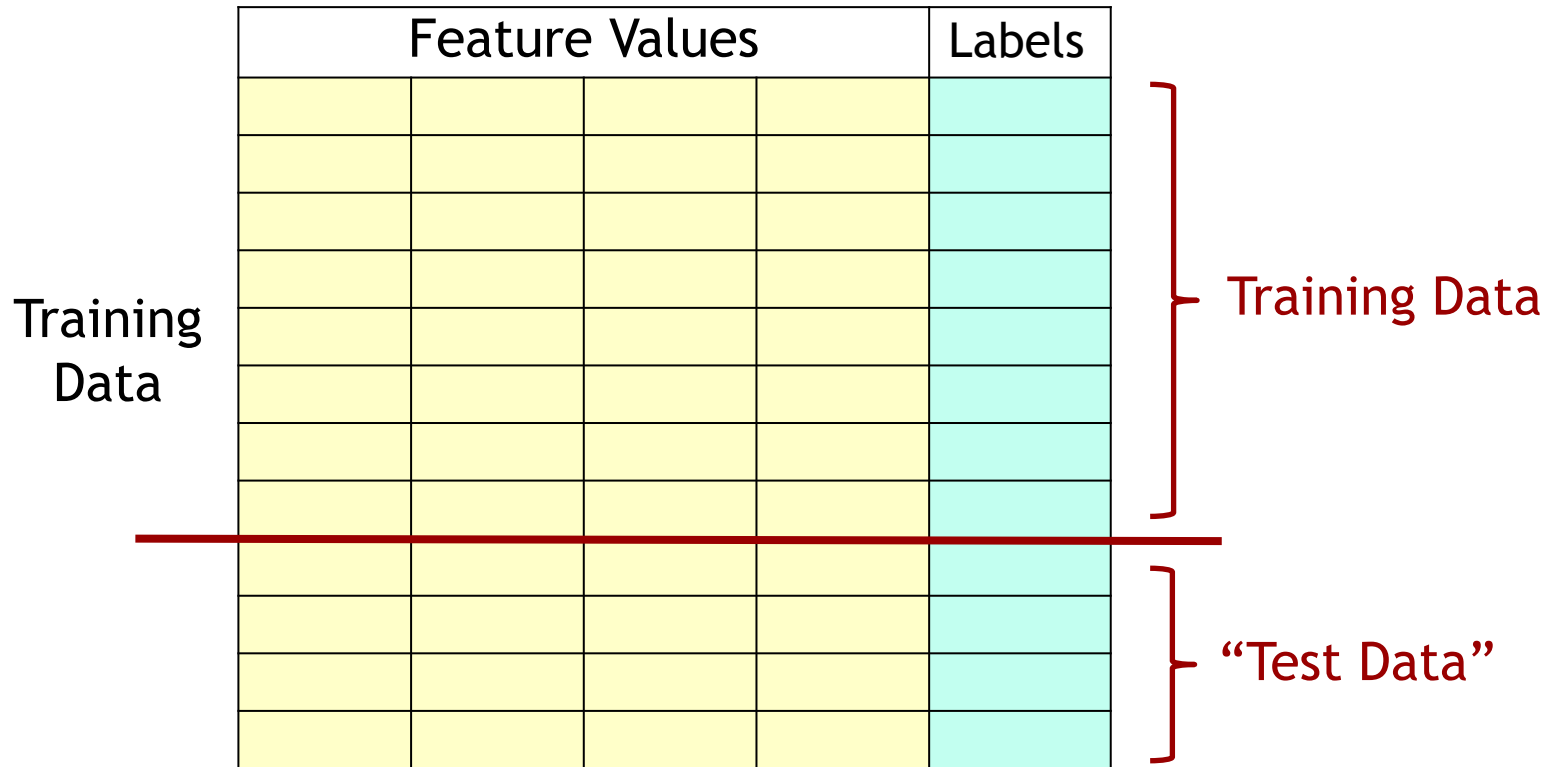 Feature Values
Labels
Training
Data
Training Data
“Test Data”